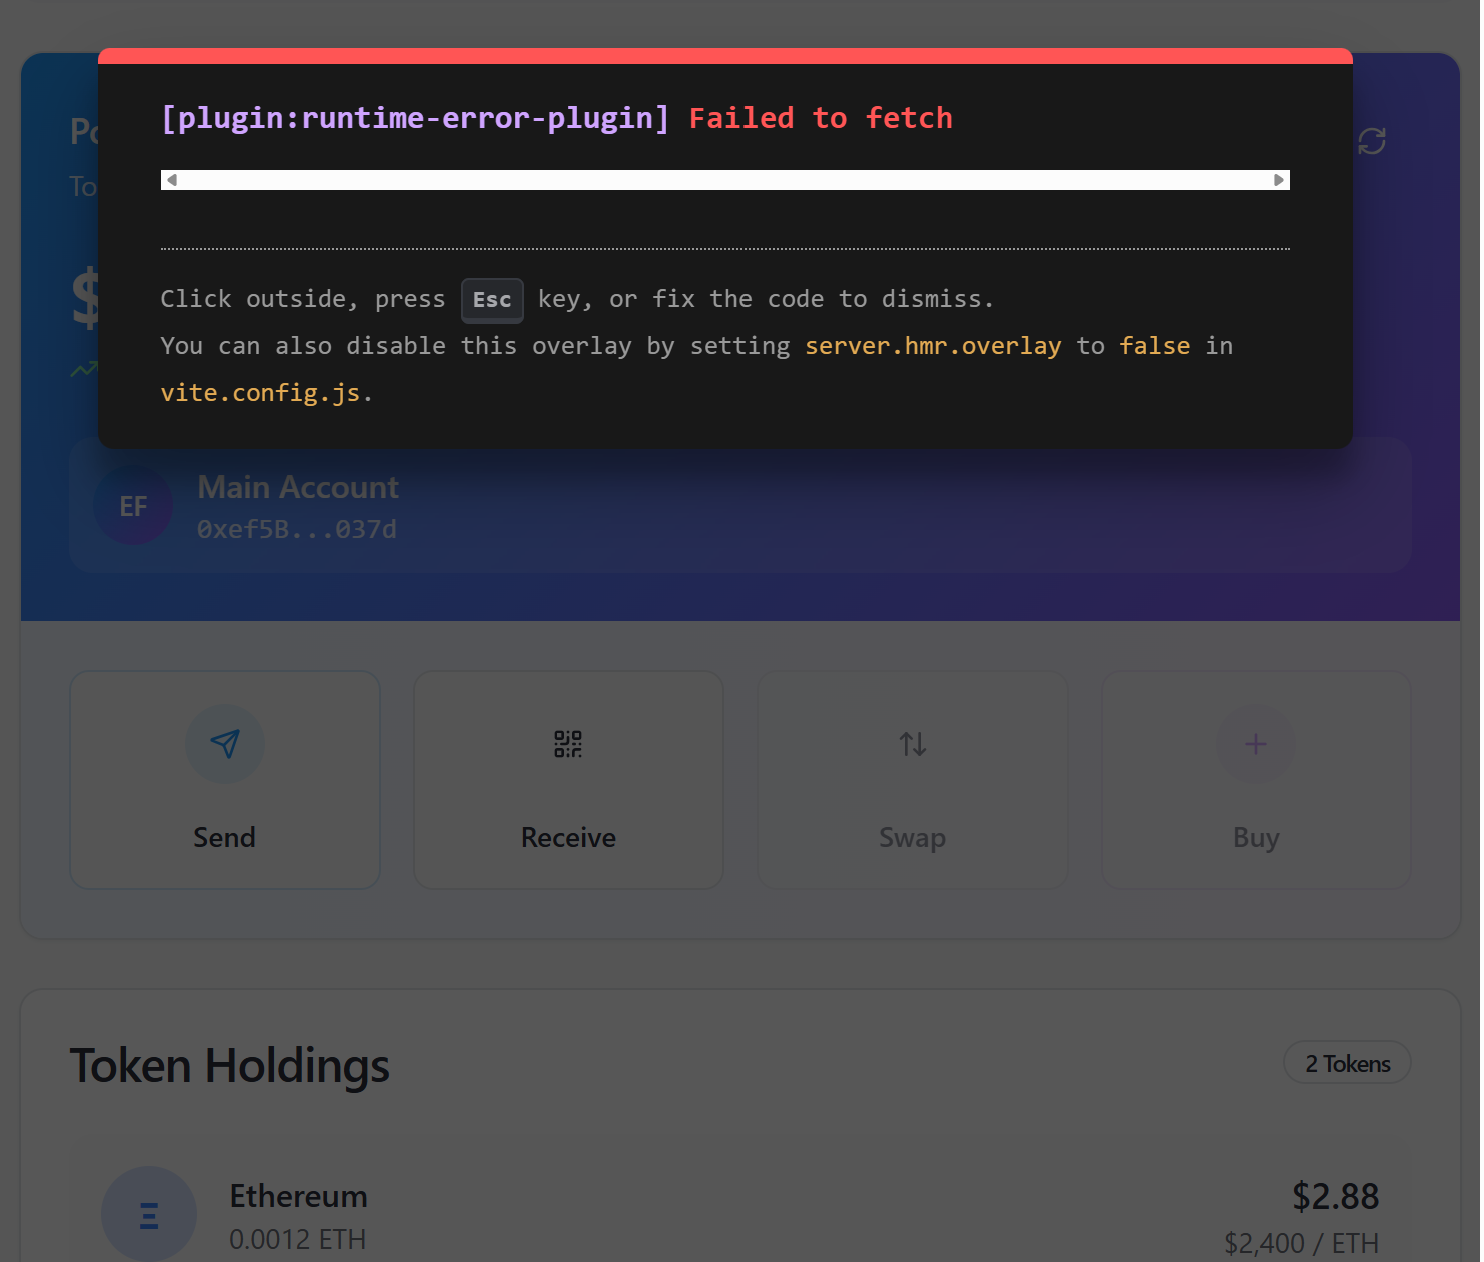 [plugin:runtime-error-plugin] Failed to fetch
Click outside, press Esc key, or fix the code to dismiss.
You can also disable this overlay by setting server.hmr.overlay to false in
vite.config.js.
$
Main Account
EF
0xef5B...037d
Send
Receive
Swap
Buy
Token Holdings
2 Tokens
Ethereum
$2.88
Ξ
0.0012 ETH
$2,400 / ETH